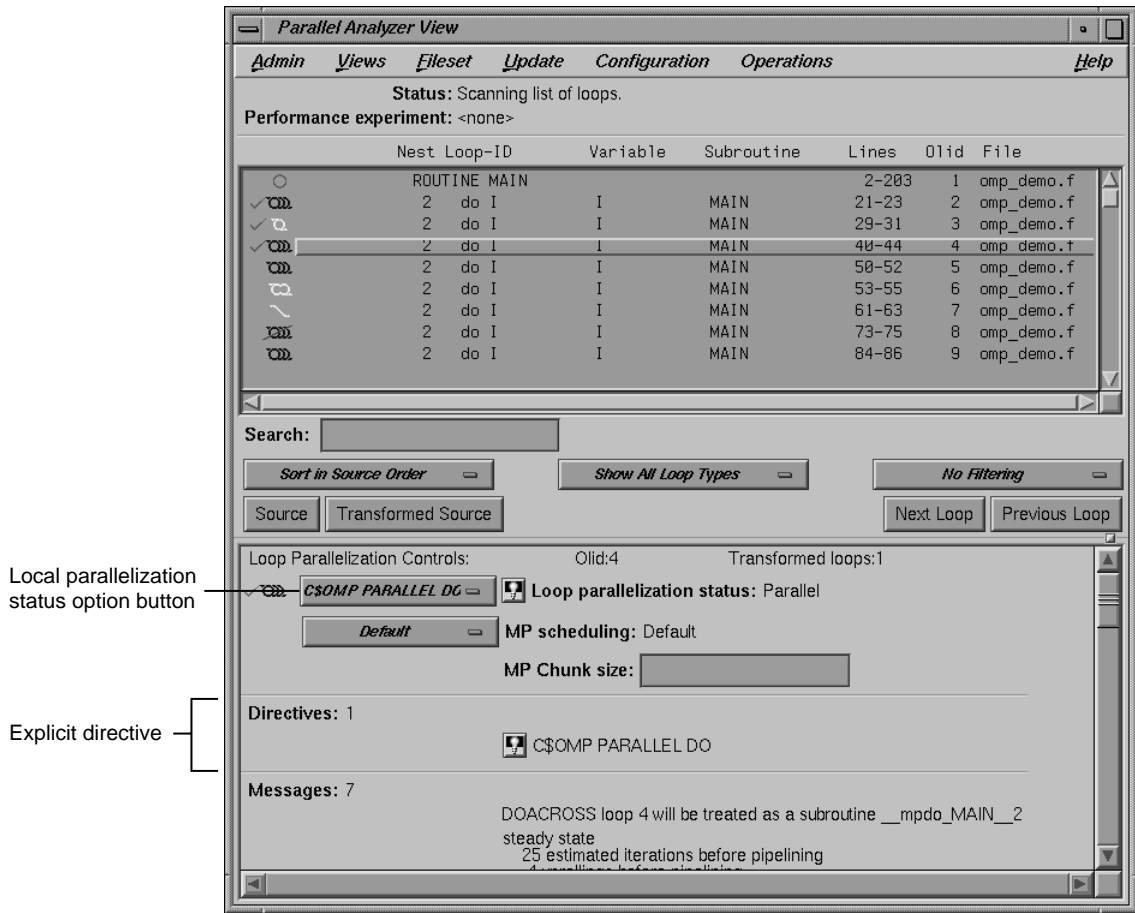 Parallel Analyzer View
Admin Views Fileset Update Configuration Operations Help
Status: Scanning list of loops.
Performance experiment: <none>
Nest Loop-ID Variable Subroutine Lines Olid File
ROUTINE MAIN 2-203 1 omp_demo.f
2 do I I MAIN 21-23 2 omp_demo.f
2 do I I MAIN 29-31 3 omp_demo.f
2 do I I MAIN 40-44 4 omp_demo.f
2 do I I MAIN 50-52 5 omp_demo.f
2 do I I MAIN 53-55 6 omp_demo.f
2 do I I MAIN 61-63 7 omp_demo.f
2 do I I MAIN 73-75 8 omp_demo.f
2 do I I MAIN 84-86 9 omp_demo.f
Search:
Sort in Source Order Show All Loop Types No Filtering
Source Transformed Source Next Loop Previous Loop
Loop Parallelization Controls: Olid:4 Transformed loops:1
Local parallelization
status option button
C$OMP PARALLEL DO Loop parallelization status: Parallel
Default MP scheduling: Default
MP Chunk size:
Explicit directive
Directives: 1
C$OMP PARALLEL DO
Messages: 7
DOACROSS loop 4 will be treated as a subroutine __mpdo_MAIN__2
steady state
25 estimated iterations before pipelining